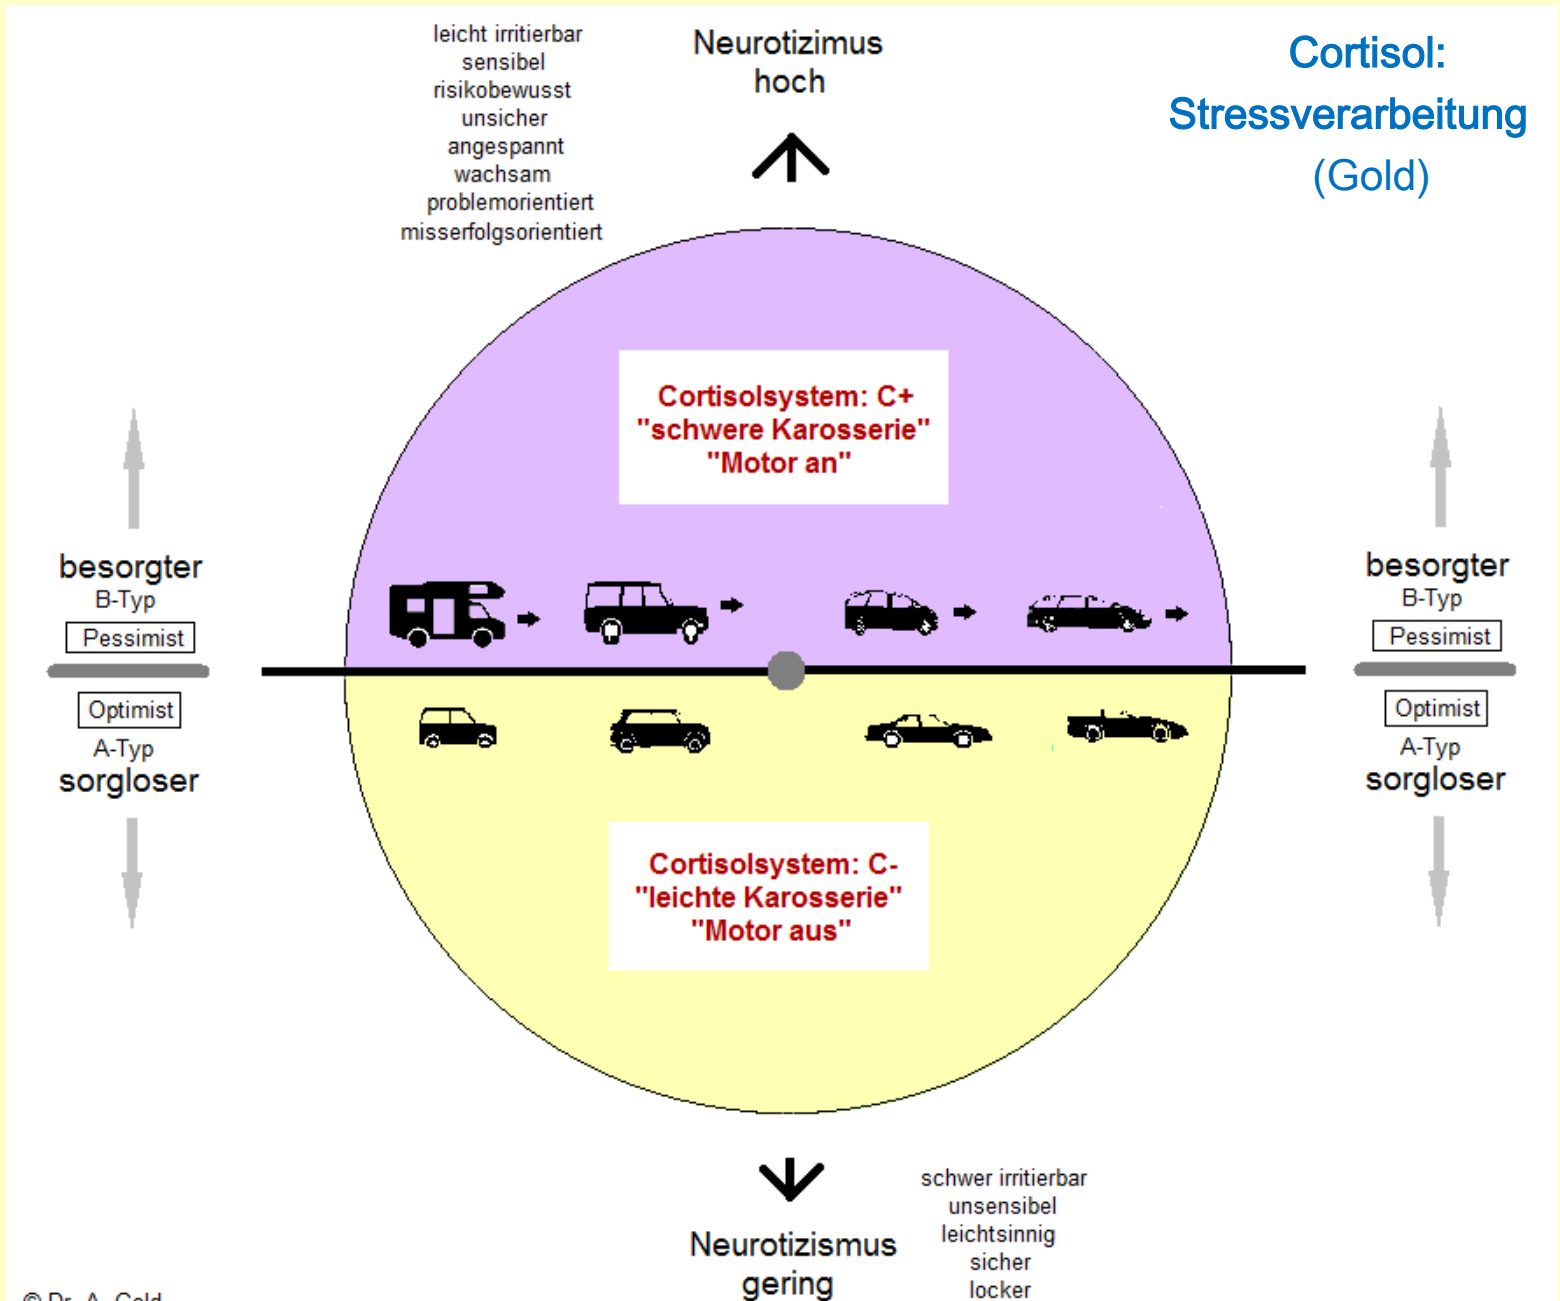 leicht irritierbar
sensibel
risikobewusst
unsicher
angespannt
wachsam
problemorientiert
misserfolgsorientiert
Neurotizimus
hoch
Cortisol:
Stressverarbeitung
(Gold)
Cortisolsystem: C+
"schwere Karosserie"
"Motor an"
besorgter
B-Typ
Pessimist
Optimist
A-Typ
sorgloser
besorgter
B-Typ
Pessimist
Optimist
A-Typ
sorgloser
Cortisolsystem: C-
"leichte Karosserie"
"Motor aus"
Neurotizismus
gering
schwer irritierbar
unsensibel
leichtsinnig
sicher
locker
© Dr. A. Gold